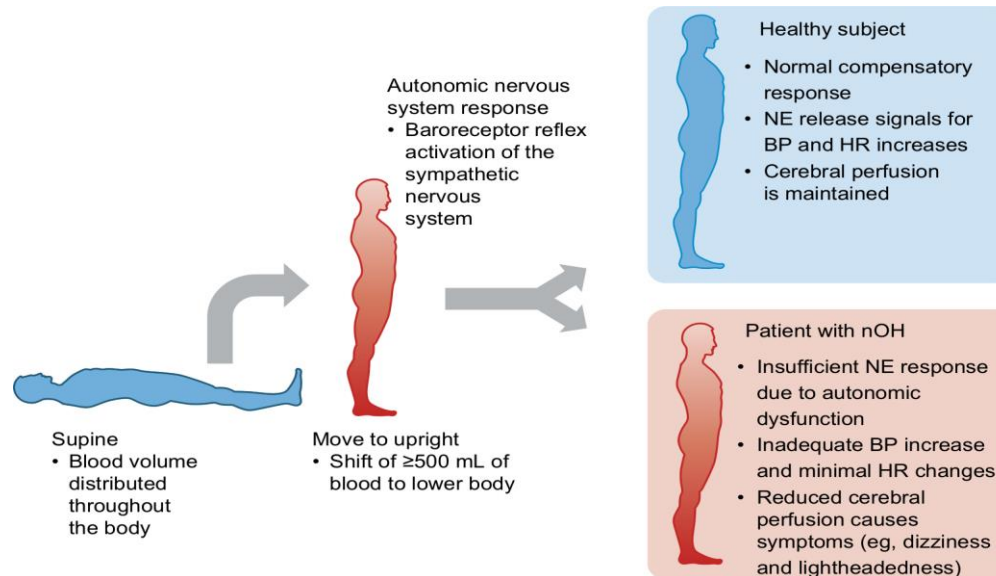 Supine
• Blood volume
distributed
throughout
the body
Autonomic nervous
system response
• Baroreceptor reflex
activation of the
sympathetic
nervous
system
Move to upright
• Shift of ≥500 mL of
blood to lower body
Healthy subject
• Normal compensatory
response
• NE release signals for
BP and HR increases
• Cerebral perfusion
is maintained
Patient with nOH
• Insufficient NE response
due to autonomic
dysfunction
• Inadequate BP increase
and minimal HR changes
• Reduced cerebral
perfusion causes
symptoms (eg, dizziness
and lightheadedness)